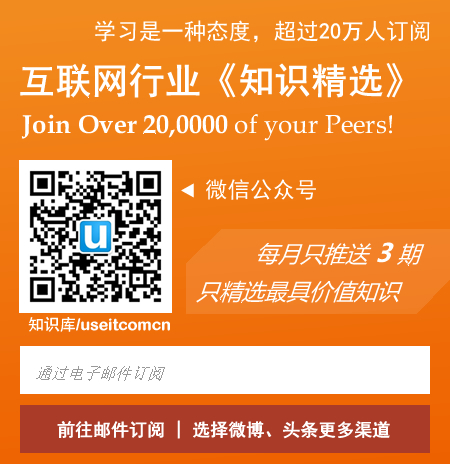 学习是一种态度，超过20万人订阅
互联网行业《知识精选》
Join Over 20,0000 of your Peers!
u
◀ 微信公众号
每月只推送 3 期
只精选最具价值知识
知识库/useitcomcn
通过电子邮件订阅
前往邮件订阅 | 选择微博、头条更多渠道